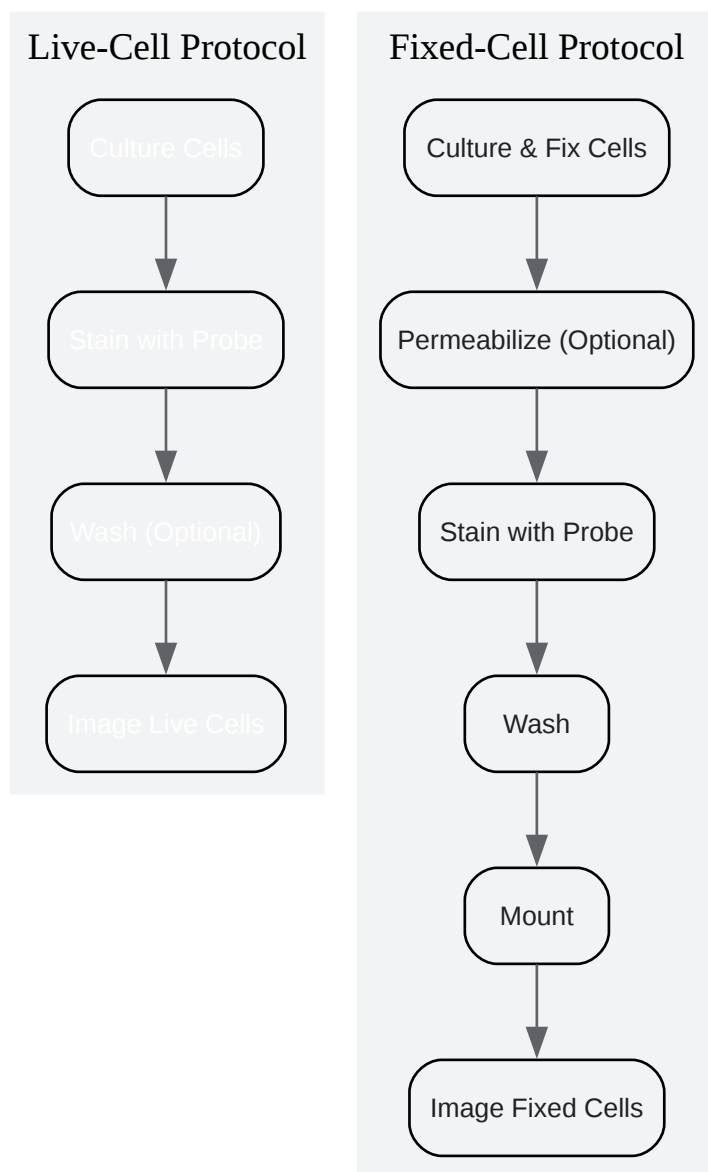 Live-Cell Protocol
Culture Cells
Stain with Probe
Wash (Optional)
Image Live Cells
Fixed-Cell Protocol
Culture & Fix Cells
Permeabilize (Optional)
Stain with Probe
Wash
Mount
Image Fixed Cells